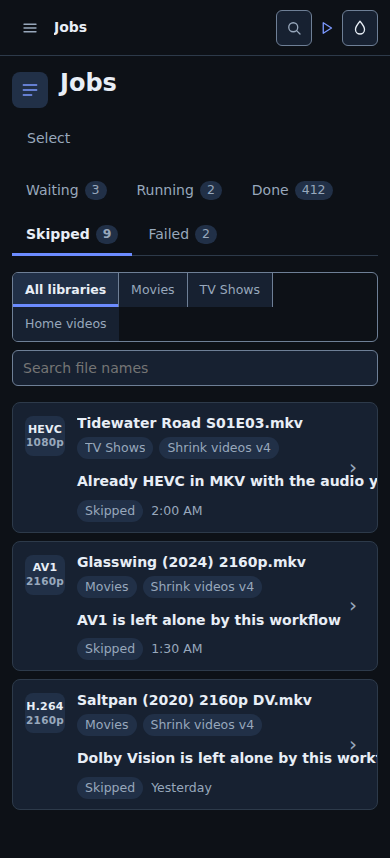 Jobs
Jobs
Select
Waiting 3 Running 2 Done 412
Skipped 9 Failed 2
All libraries Movies TV Shows
Home videos
Search file names
HEVC
1080p
Tidewater Road S01E03.mkv
TV Shows Shrink videos v4
Already HEVC in MKV with the audio y
Skipped 2:00 AM
AV1
2160p
Glasswing (2024) 2160p.mkv
Movies Shrink videos v4
AV1 is left alone by this workflow
Skipped 1:30 AM
H.264
2160p
Saltpan (2020) 2160p DV.mkv
Movies Shrink videos v4
Dolby Vision is left alone by this work
Skipped Yesterday